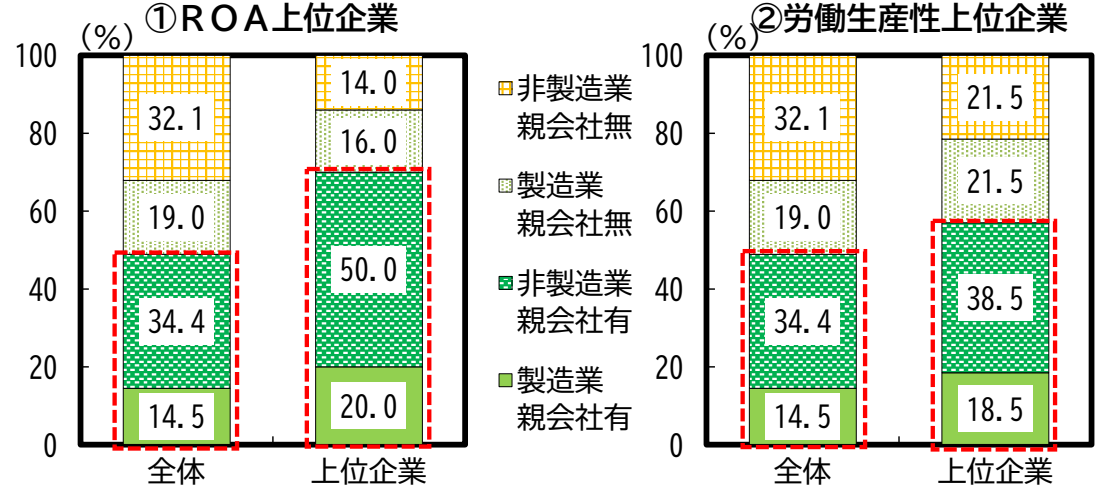 ①ROA上位企業
(%)
100
80
60
40
20
0
32.1
19.0
34.4
14.5
14.0
16.0
50.0
20.0
全体
上位企業
非製造業
親会社無
製造業
親会社無
非製造業
親会社有
製造業
親会社有
②労働生産性上位企業
(%)
100
80
60
40
20
0
32.1
19.0
34.4
14.5
21.5
21.5
38.5
18.5
全体
上位企業